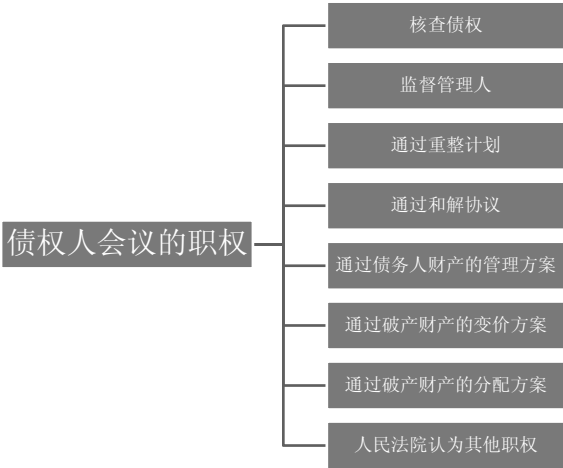 债权人会议的职权
核查债权
监督管理人
通过重整计划
通过和解协议
通过债务人财产的管理方案
通过破产财产的变价方案
通过破产财产的分配方案
人民法院认为其他职权